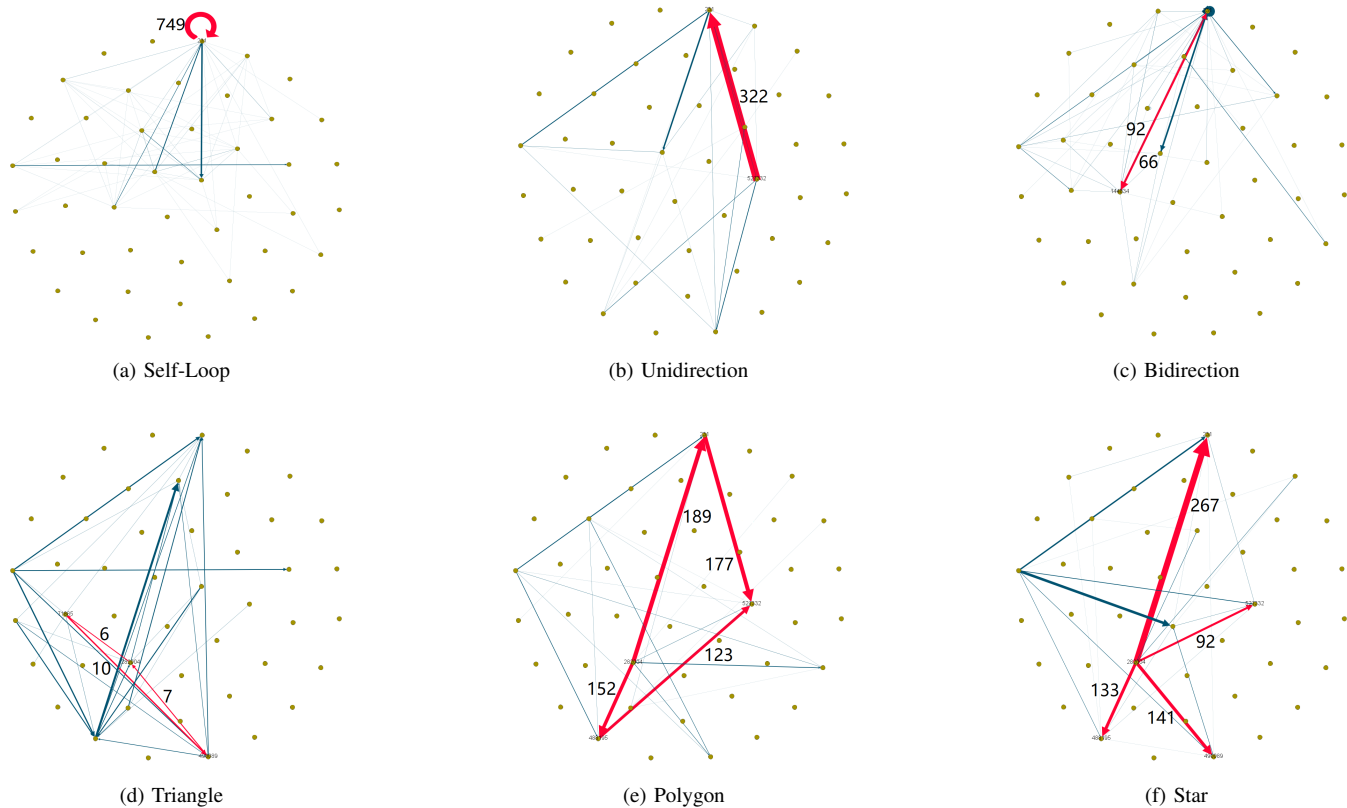 749
322
92
66
(a) Self-Loop
(b) Unidirection
(c) Bidirection
6
10
7
189
177
123
152
267
92
133
141
(d) Triangle
(e) Polygon
(f) Star